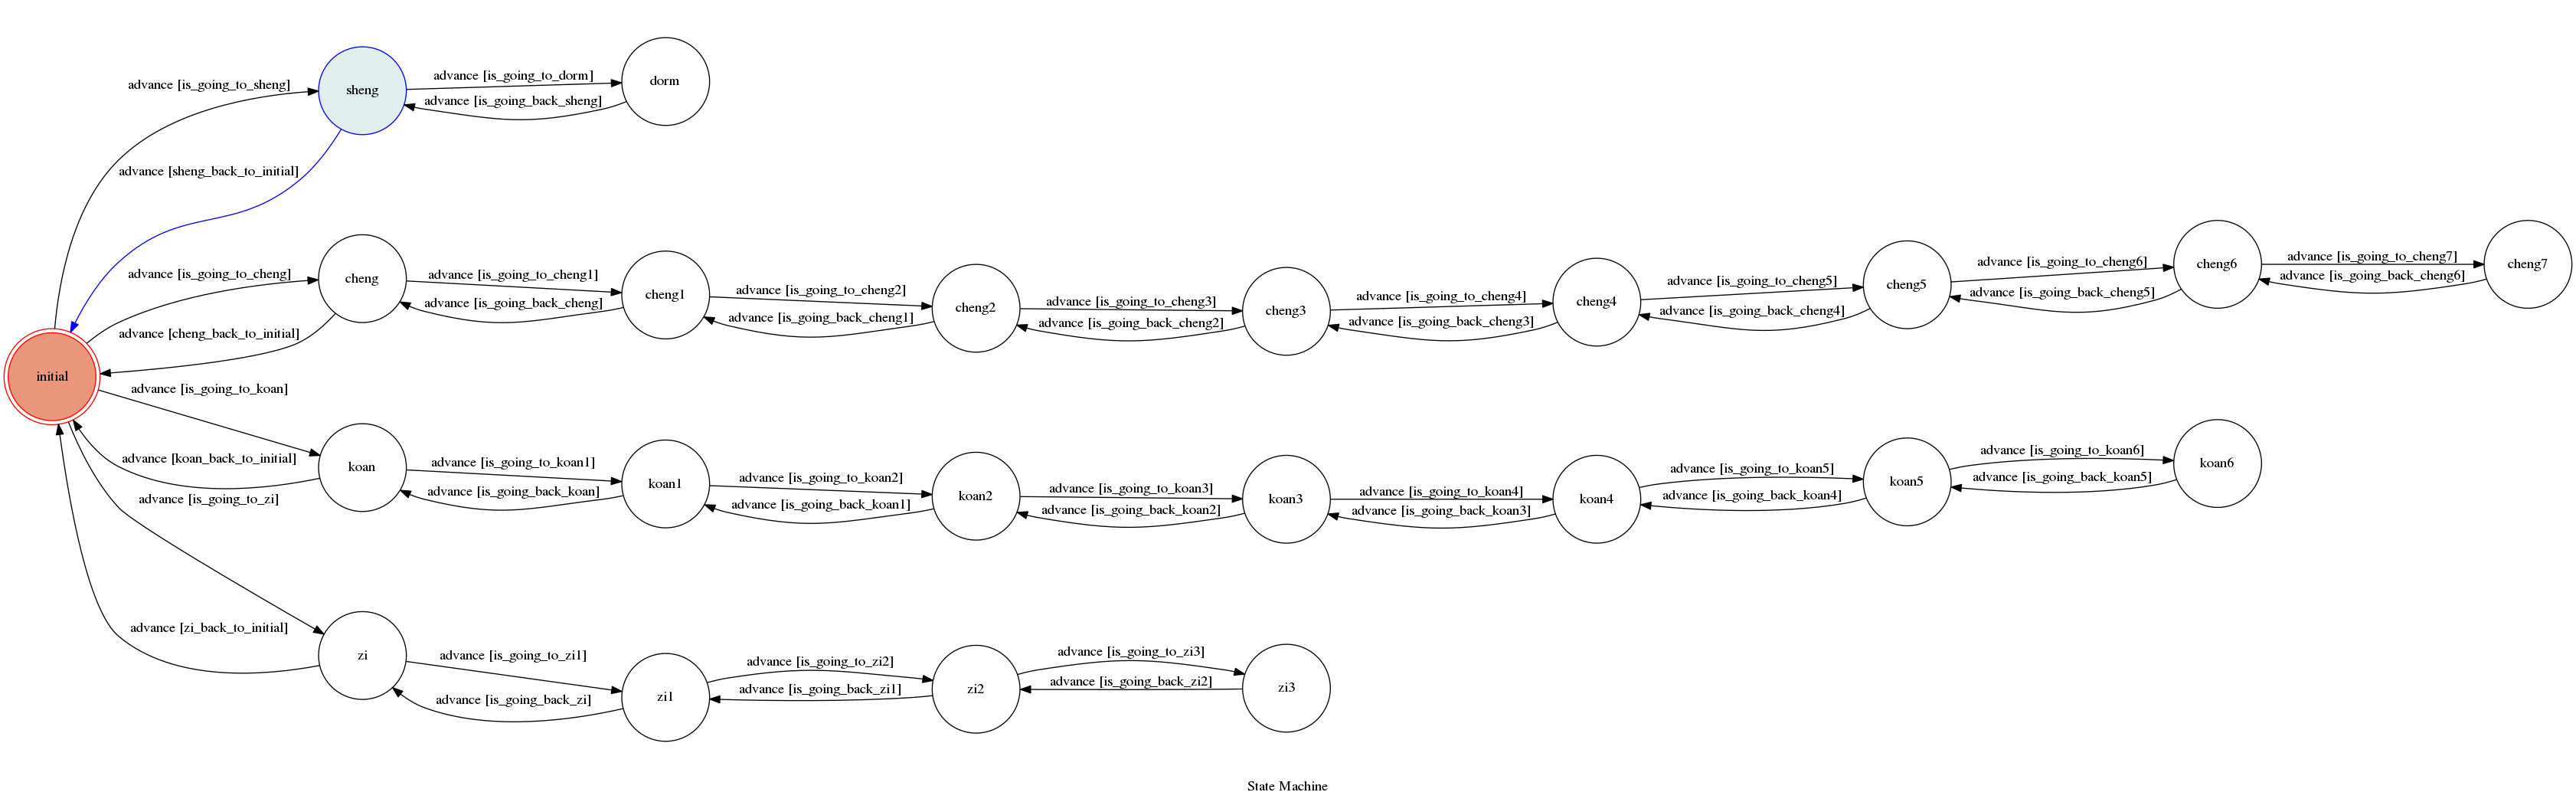 advance [is_going_to_sheng]
sheng
advance [is_going_to_dorm]
advance [is_going_back_sheng]
dorm
advance [sheng_back_to_initial]
advance [is_going_to_cheng]
cheng
advance [is_going_to_cheng1]
advance [is_going_back_cheng]
cheng1
advance [is_going_to_cheng2]
advance [is_going_back_cheng1]
cheng2
advance [is_going_to_cheng3]
advance [is_going_back_cheng2]
cheng3
advance [is_going_to_cheng4]
advance [is_going_back_cheng3]
cheng4
advance [is_going_to_cheng5]
advance [is_going_back_cheng4]
cheng5
advance [is_going_to_cheng6]
advance [is_going_back_cheng5]
cheng6
advance [is_going_to_cheng7]
advance [is_going_back_cheng6]
cheng7
advance [cheng_back_to_initial]
initial
advance [is_going_to_koan]
advance [koan_back_to_initial]
koan
advance [is_going_to_koan1]
advance [is_going_back_koan]
koan1
advance [is_going_to_koan2]
advance [is_going_back_koan1]
koan2
advance [is_going_to_koan3]
advance [is_going_back_koan2]
koan3
advance [is_going_to_koan4]
advance [is_going_back_koan3]
koan4
advance [is_going_to_koan5]
advance [is_going_back_koan4]
koan5
advance [is_going_to_koan6]
advance [is_going_back_koan5]
koan6
advance [is_going_to_zi]
advance [zi_back_to_initial]
zi
advance [is_going_to_zi1]
advance [is_going_back_zi]
zi1
advance [is_going_to_zi2]
advance [is_going_back_zi1]
zi2
advance [is_going_to_zi3]
advance [is_going_back_zi2]
zi3
State Machine